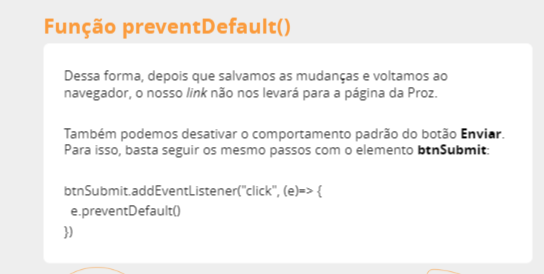 Função preventDefault()
Dessa forma, depois que salvamos as mudanças e voltamos ao
navegador, o nosso link não nos levará para a página da Proz.
Também podemos desativar o comportamento padrão do botão Enviar.
Para isso, basta seguir os mesmo passos com o elemento btnSubmit:
btnSubmit.addEventListener("click", (e)=> {
e.preventDefault()
})